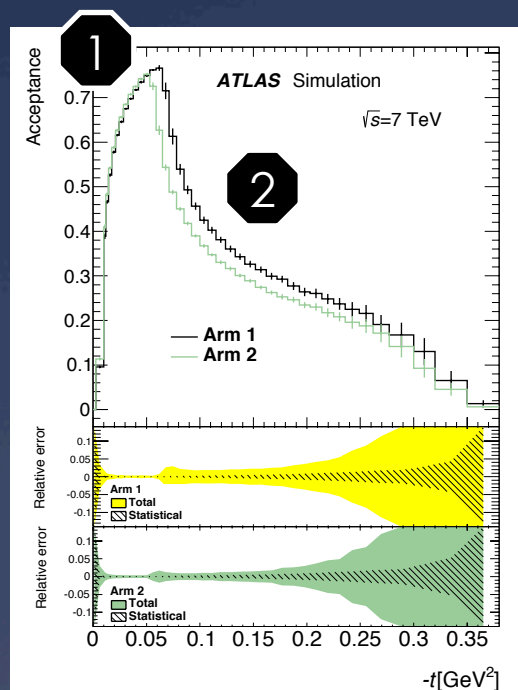 1
Acceptance
ATLAS Simulation
√s=7 TeV
2
0.7
0.6
0.5
0.4
0.3
0.2
0.1
0
Arm 1
Arm 2
Relative error
0.1
0.05
0
-0.05
-0.1
Arm 1
Total
Statistical
Relative error
0.1
0.05
0
-0.05
-0.1
Arm 2
Total
Statistical
0 0.05 0.1 0.15 0.2 0.25 0.3 0.35
-t[GeV²]